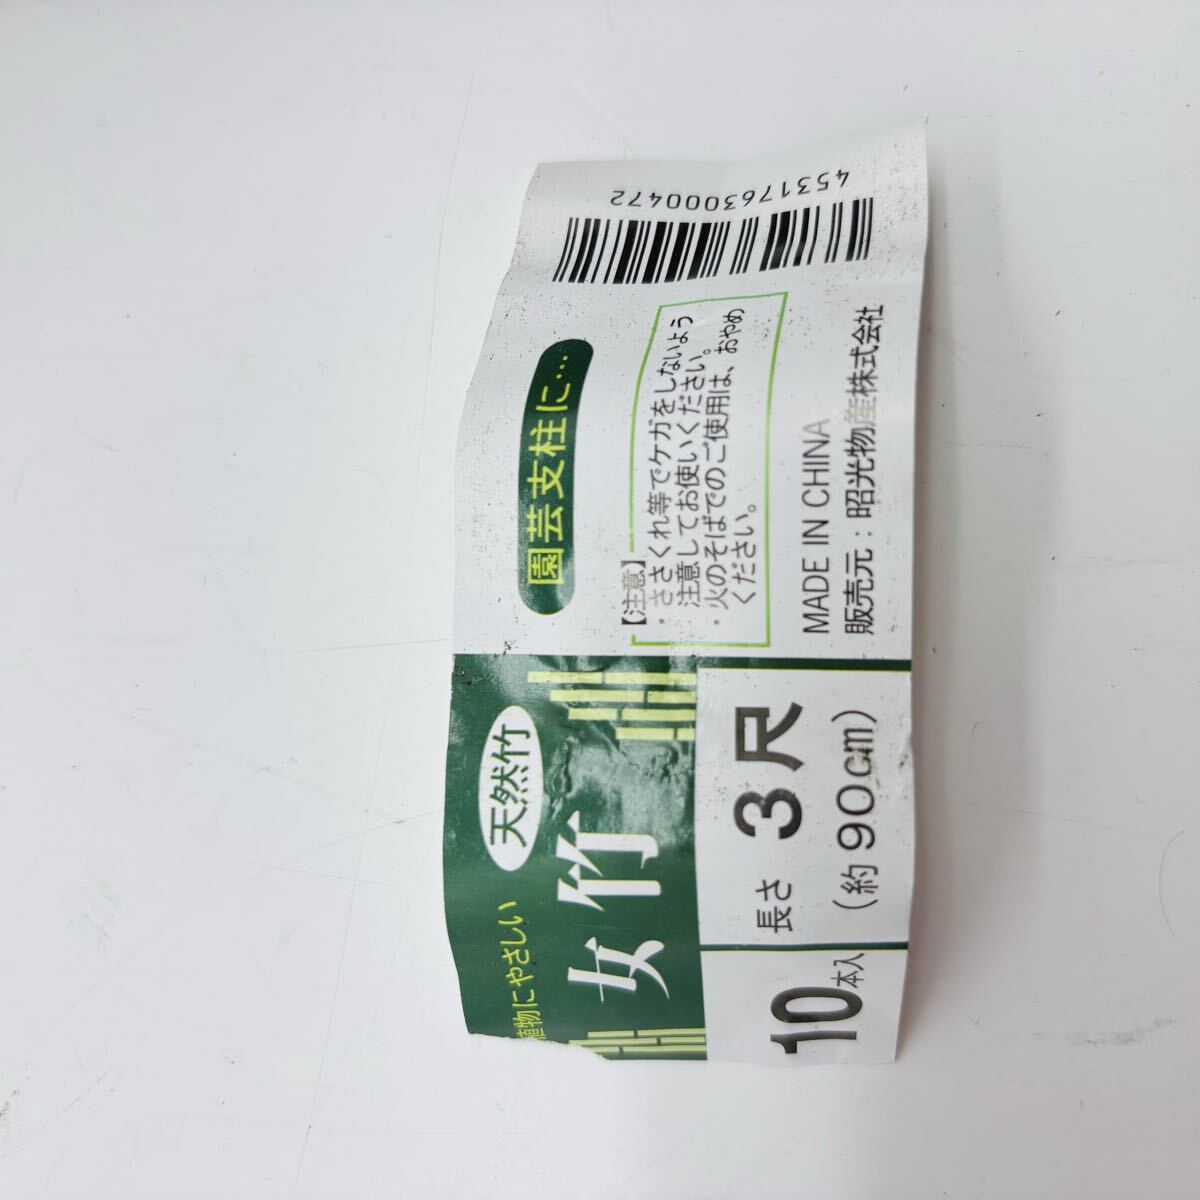 植物にやさしい
天然竹
女竹
10本入
長さ 3尺
(約90cm)
園芸支柱に…
【注意】
・ささくれ等でケガをしないよう
注意してお使いください。
・火のそばでのご使用は、おやめ
ください。
MADE IN CHINA
販売元：昭光物産株式会社
4531763000472